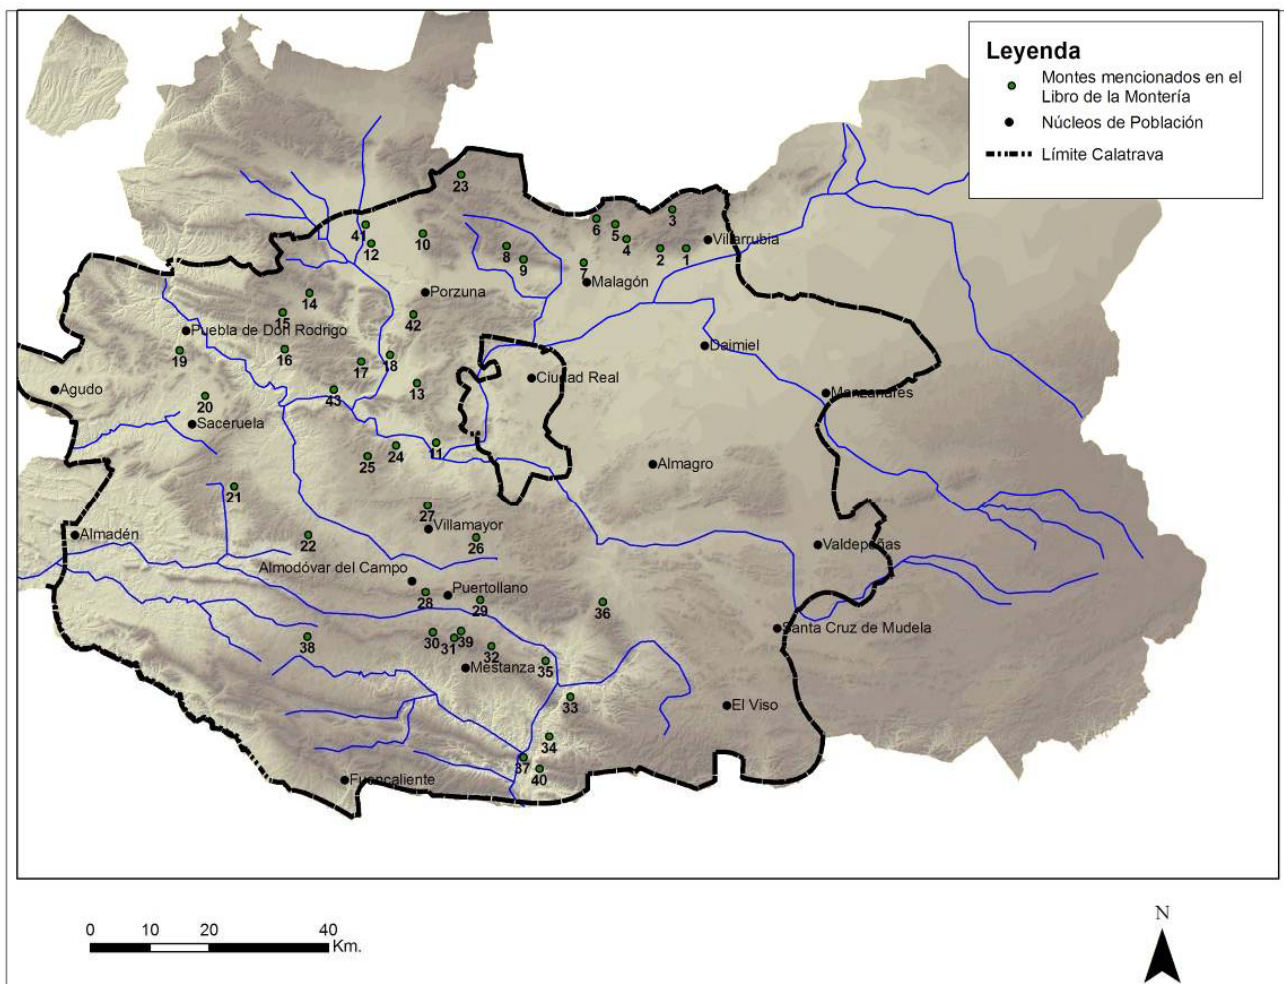 Leyenda
Montes mencionados en el
Libro de la Montería
Núcleos de Población
Límite Calatrava
23
3
6
5
41
10
4
Villarrubia
12
8
2
1
9
7
Malagón
14
Porzuna
15
42
Puebla de Don Rodrigo
19
16
17
18
Daimiel
13
Ciudad Real
Agudo
43
Manzanares
20
Saceruela
11
24
25
Almagro
21
27
Villamayor
22
26
Almadén
Valdepeñas
Almodóvar del Campo
28
Puertollano
29
36
38
30
31
39
32
Santa Cruz de Mudela
35
Mestanza
33
El Viso
34
37
40
Fuencaliente
0 10 20 40
Km.
N